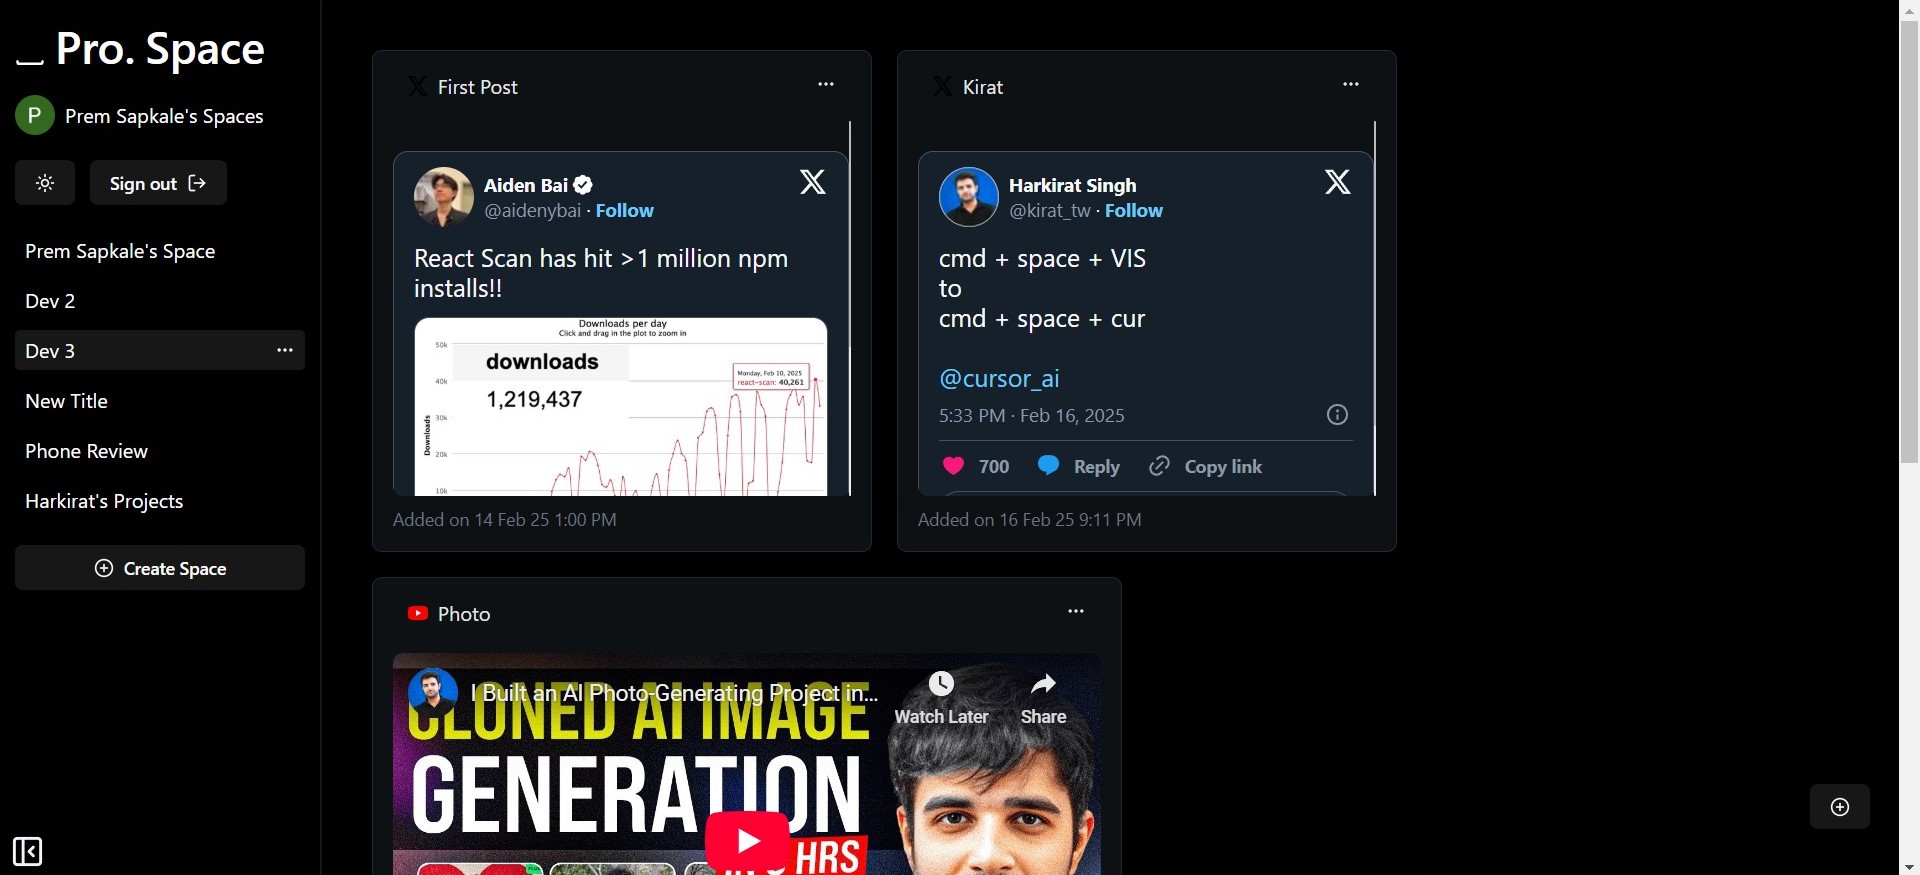 Pro. Space
P
Prem Sapkale's Spaces
Sign out
Prem Sapkale's Space
Dev 2
Dev 3
New Title
Phone Review
Harkirat's Projects
Create Space
First Post
Aiden Bai
@aidenybai · Follow
React Scan has hit >1 million npm
installs!!
Downloads per day
Click and drag in the plot to zoom in
50k
downloads
1,219,437
Monday, Feb 10, 2025
react-scan: 40,261
40k
30k
20k
10k
Downloads
Added on 14 Feb 25 1:00 PM
Kirat
Harkirat Singh
@kirat_tw · Follow
cmd + space + VIS
to
cmd + space + cur
@cursor_ai
5:33 PM · Feb 16, 2025
700 Reply Copy link
Added on 16 Feb 25 9:11 PM
Photo
I Built an AI Photo-Generating Project in...
Watch Later
Share
CLONED AI IMAGE
GENERATION
HRS